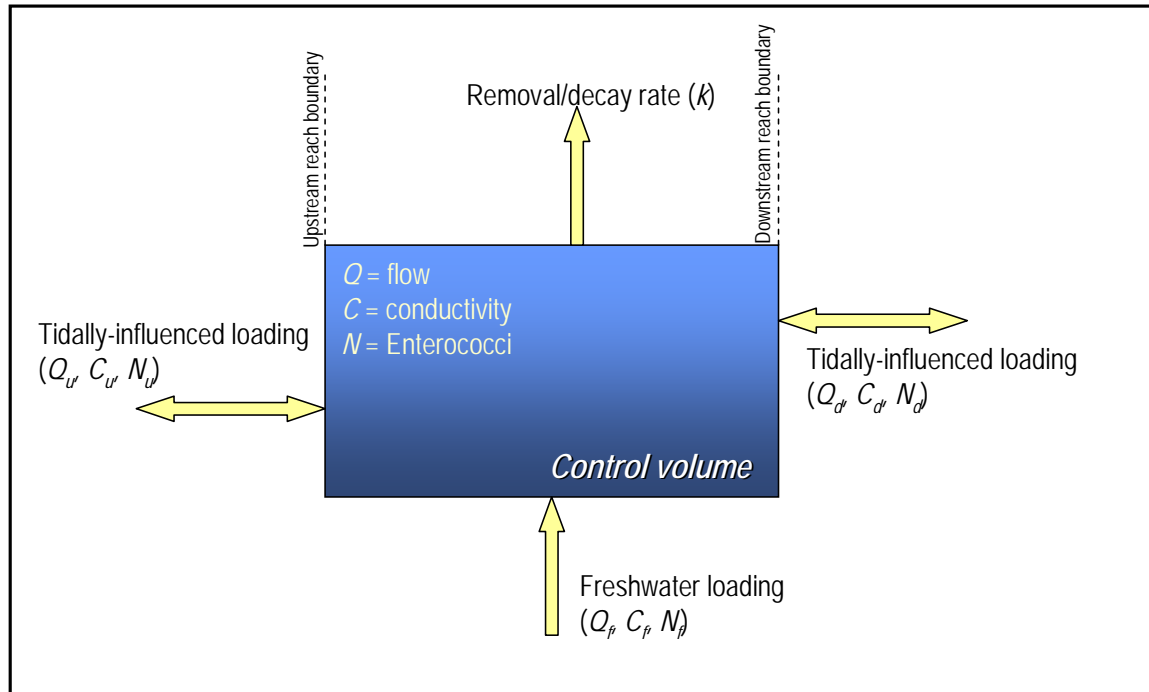 Upstream reach boundary
Downstream reach boundary
Removal/decay rate (k)
Q = flow
C = conductivity
N = Enterococci
Tidally-influenced loading
(Qu, Cu, Nu)
Tidally-influenced loading
(Qd, Cd, Nd)
Control volume
Freshwater loading
(Qf, Cf, Nf)